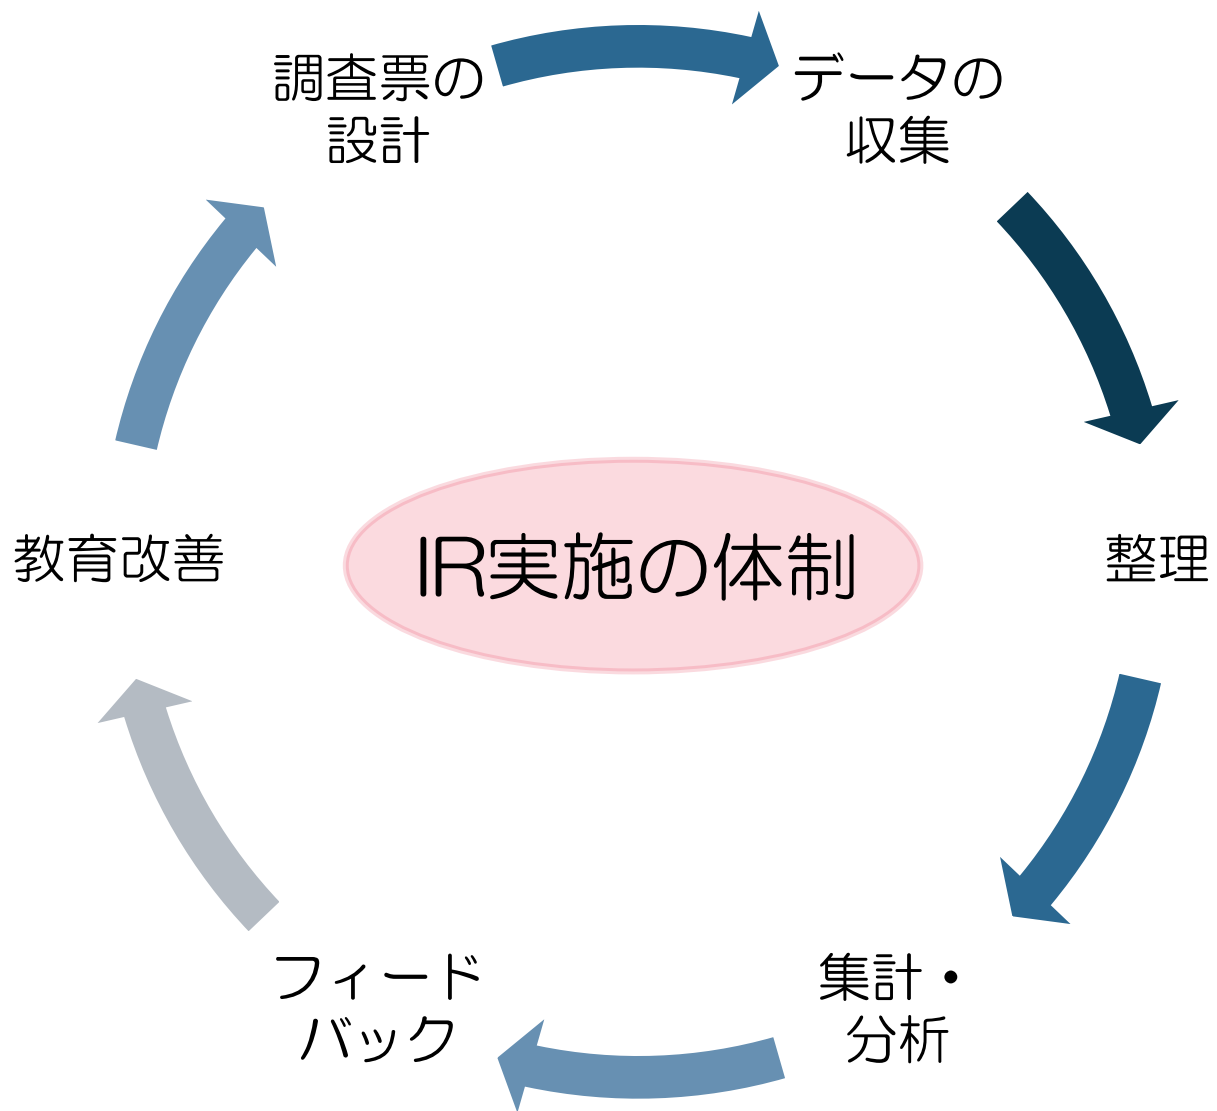 調査票の
設計
データの
収集
整理
集計・
分析
フィード
バック
教育改善
IR実施の体制